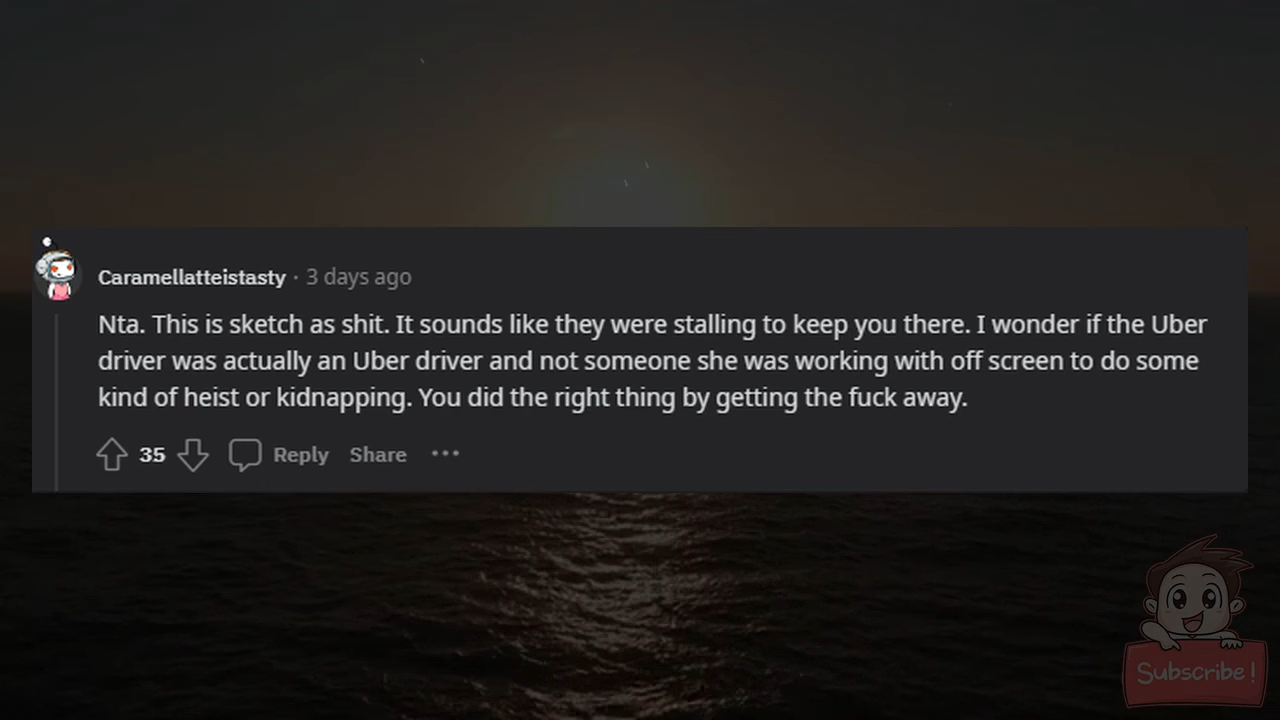 Caramellatteistasty · 3 days ago
Nta. This is sketch as shit. It sounds like they were stalling to keep you there. I wonder if the Uber
driver was actually an Uber driver and not someone she was working with off screen to do some
kind of heist or kidnapping. You did the right thing by getting the fuck away.
35 Reply Share ···
Subscribe!